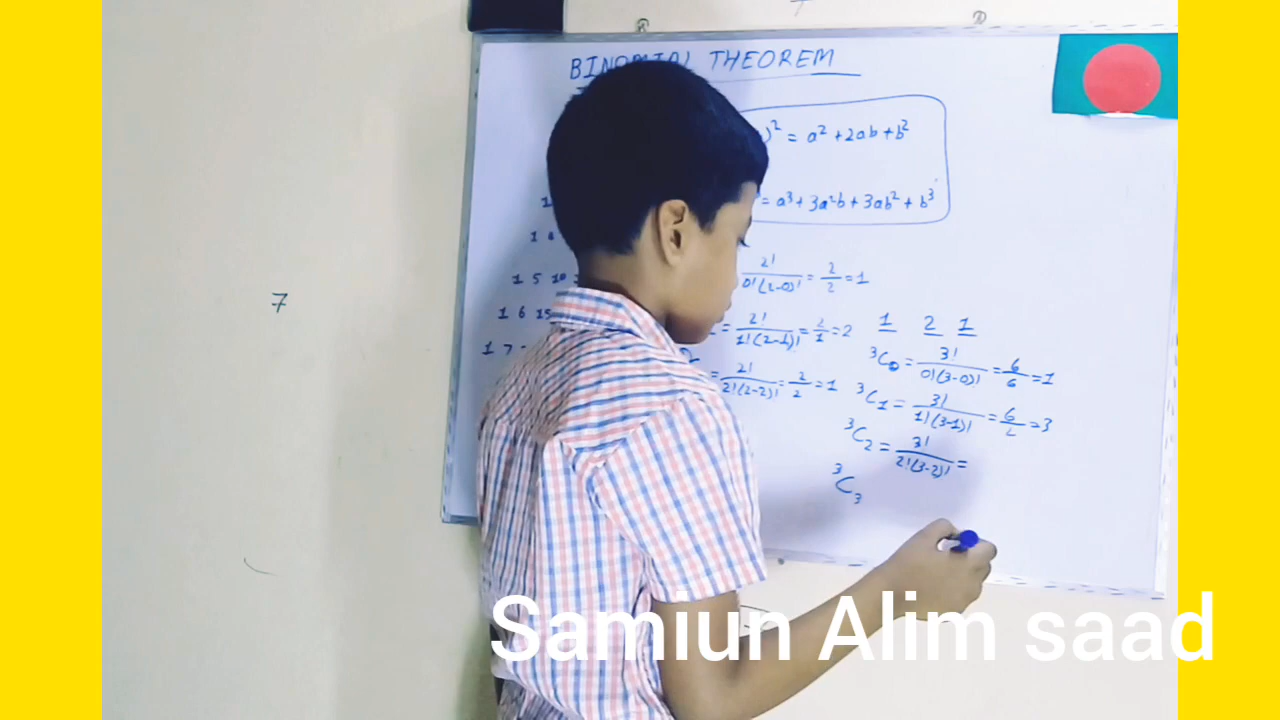 BINOMIAL THEOREM
)² = a² + 2ab + b²
= a³ + 3a²b + 3ab² + b³
1
1 4
1 5 10
1 6 15
1 7
2!/0!(2-0)! = 2/2 = 1
= 2!/1!(2-1)! = 2/1 = 2
= 2!/2!(2-2)! = 2/2 = 1
1 2 1
³C₀ = 3!/0!(3-0)! = 6/6 = 1
³C₁ = 3!/1!(3-1)! = 6/2 = 3
³C₂ = 3!/2!(3-2)! =
³C₃
7
Samiun Alim saad